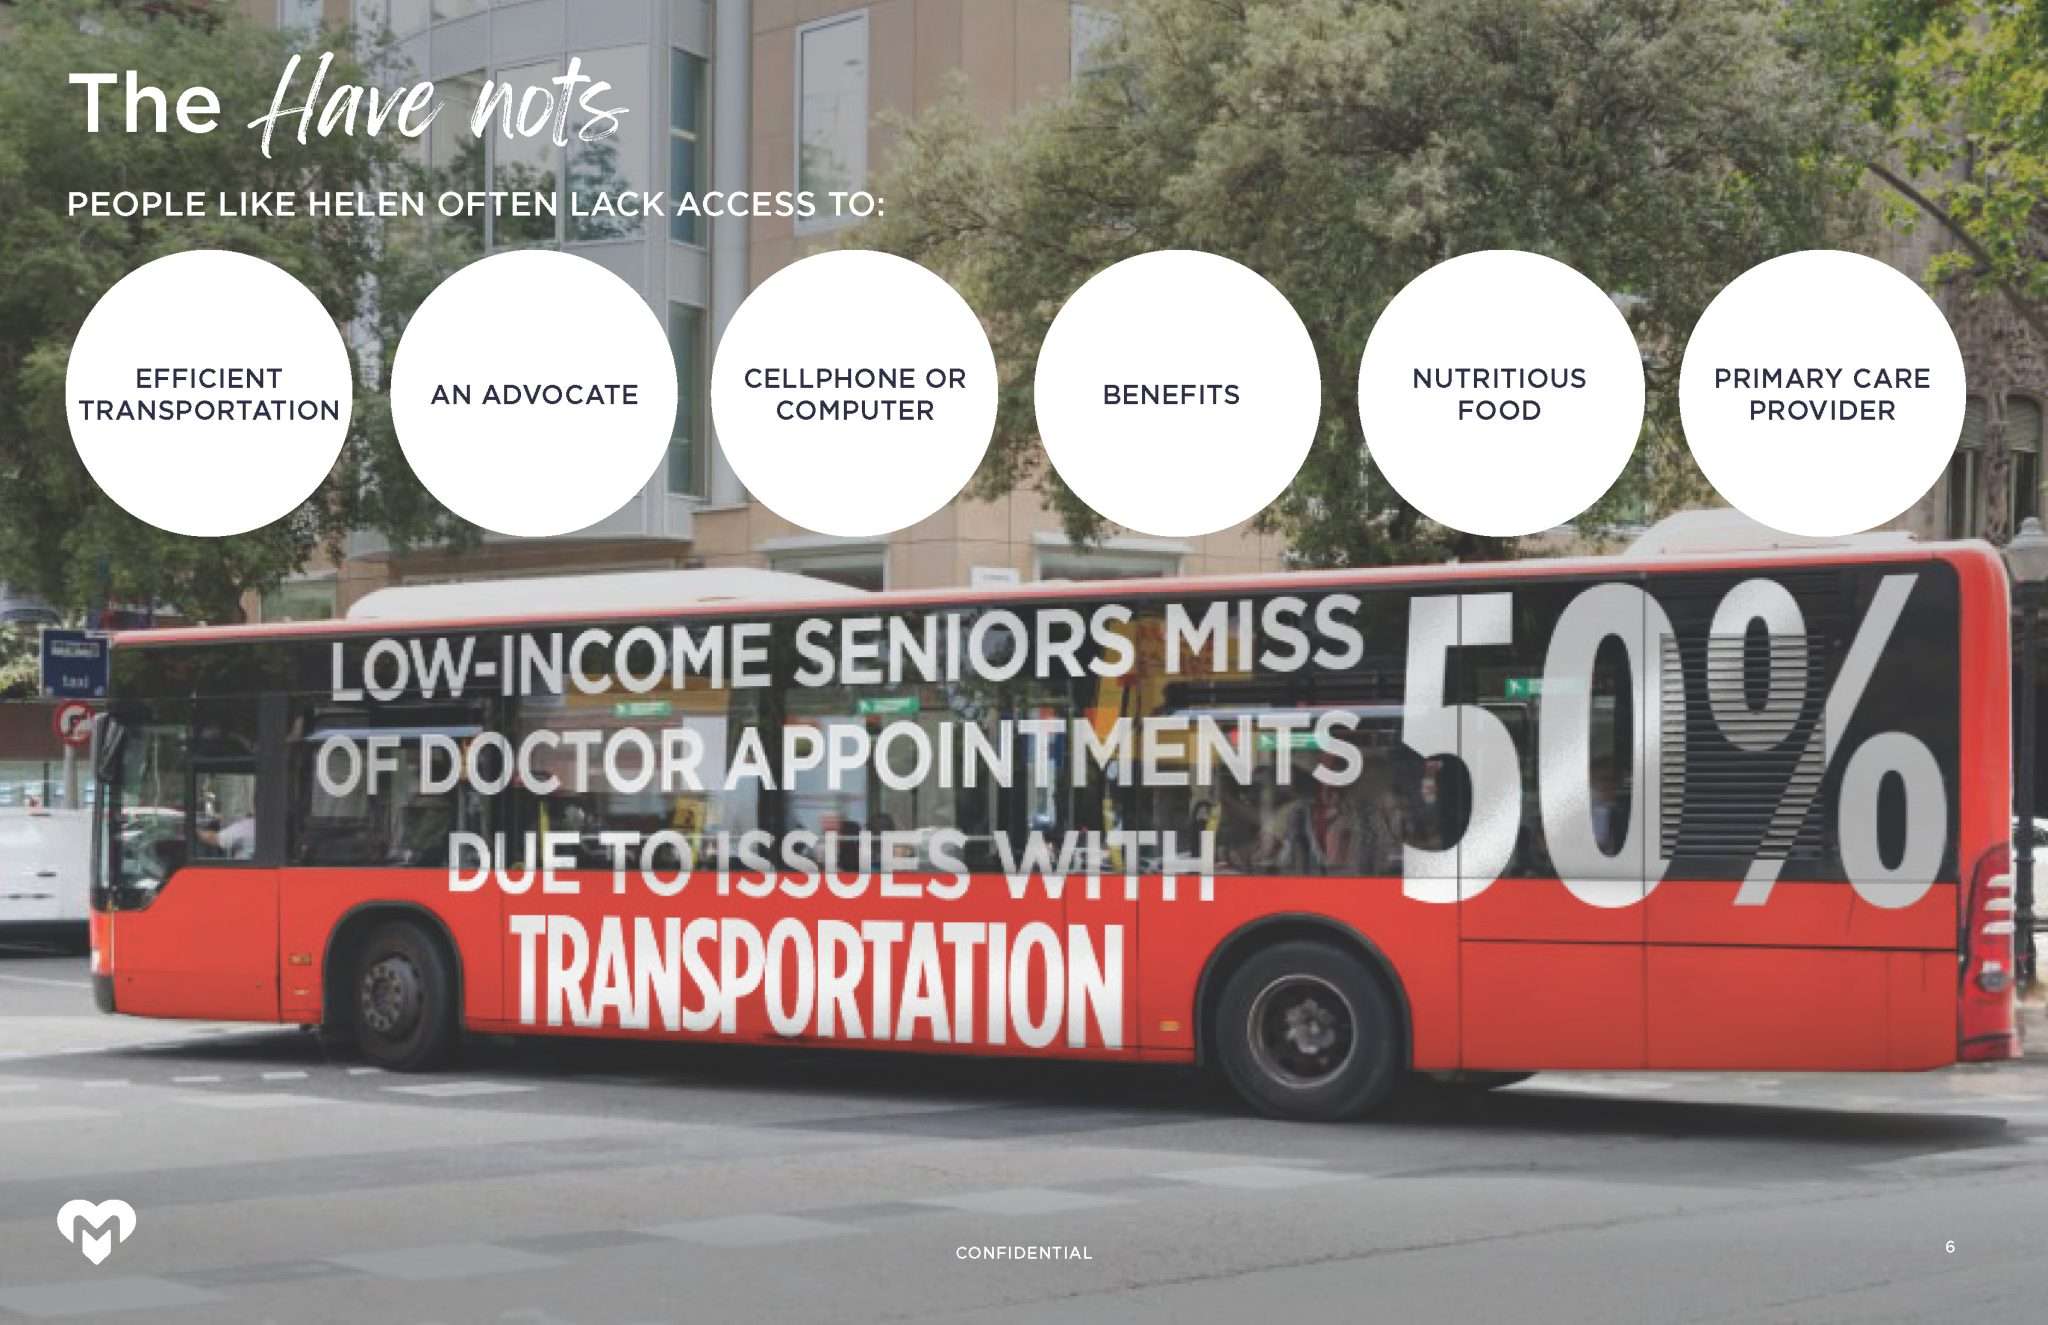 The Have nots
PEOPLE LIKE HELEN OFTEN LACK ACCESS TO:
EFFICIENT
TRANSPORTATION
AN ADVOCATE
CELLPHONE OR
COMPUTER
BENEFITS
NUTRITIOUS
FOOD
PRIMARY CARE
PROVIDER
LOW-INCOME SENIORS MISS
50%
OF DOCTOR APPOINTMENTS
DUE TO ISSUES WITH
TRANSPORTATION
taxi
CONFIDENTIAL
6